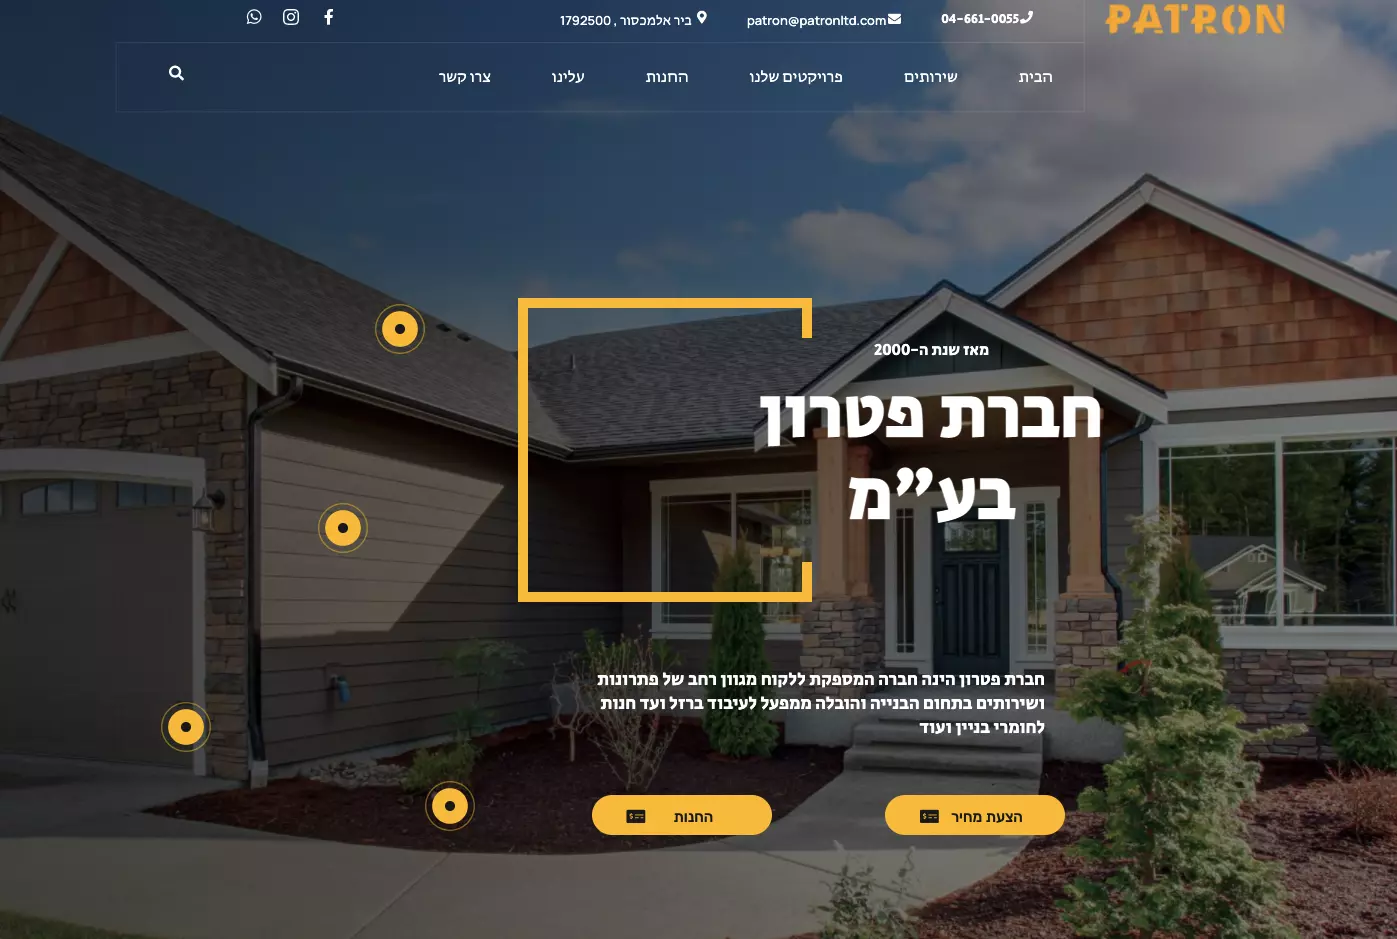 PATRON
04-661-0055
patron@patronltd.com
ביר אלמכסור , 1792500
הבית
שירותים
פרויקטים שלנו
החנות
עלינו
צרו קשר
מאז שנת ה-2000
חברת פטרון
בע"מ
חברת פטרון הינה חברה המספקת ללקוח מגוון רחב של פתרונות
ושירותים בתחום הבנייה והובלה ממפעל לעיבוד ברזל ועד חנות
לחומרי בניין ועוד
הצעת מחיר
החנות